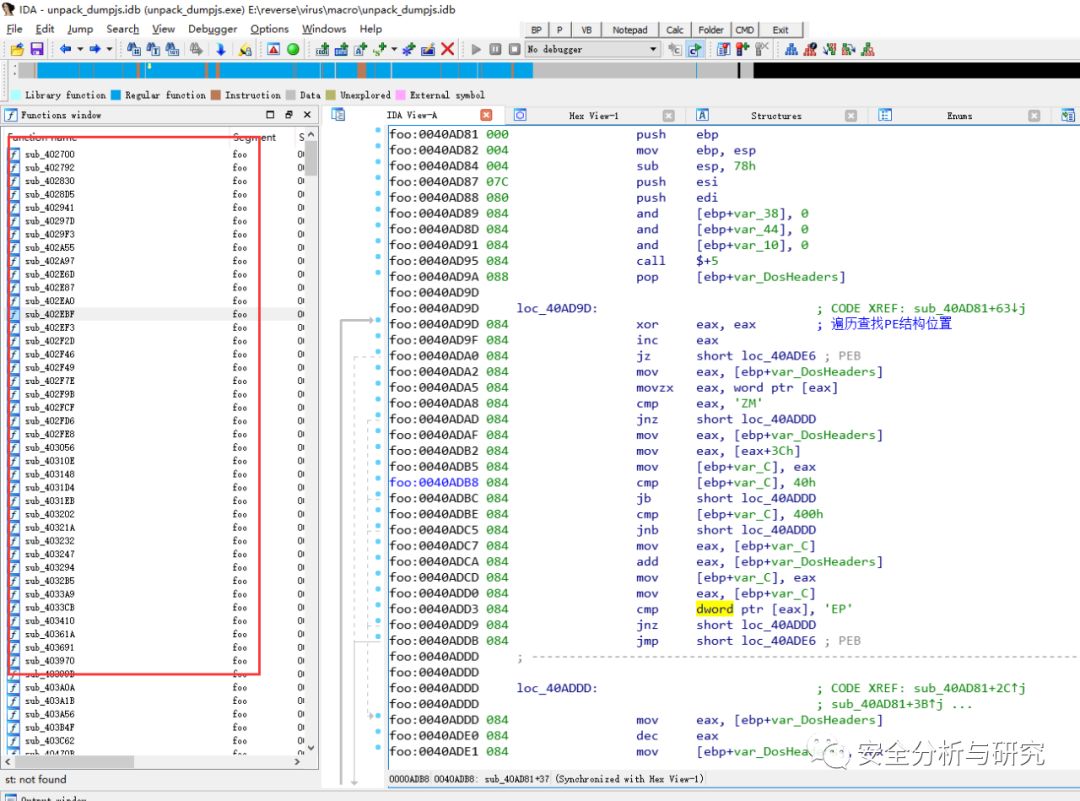 IDA - unpack_dumpjs.idb (unpack_dumpjs.exe) E:\reverse\virus\macro\unpack_dumpjs.idb
File Edit Jump Search View Debugger Options Windows Help
BP P VB Notepad Calc Folder CMD Exit
No debugger
Library function Regular function Instruction Data Unexplored External symbol
Functions window
IDA View-A Hex View-1 Structures Enums
Function name Segment S
sub_402700 foo
sub_402792 foo
sub_402830 foo
sub_4028D5 foo
sub_402941 foo
sub_40297D foo
sub_4029F3 foo
sub_402A55 foo
sub_402A97 foo
sub_402E6D foo
sub_402E87 foo
sub_402EA0 foo
sub_402EBF foo
sub_402EF3 foo
sub_402F2D foo
sub_402F46 foo
sub_402F49 foo
sub_402F7E foo
sub_402F9B foo
sub_402FCF foo
sub_402FD6 foo
sub_402FE8 foo
sub_403056 foo
sub_40310E foo
sub_403148 foo
sub_4031D4 foo
sub_4031EB foo
sub_403202 foo
sub_40321A foo
sub_403232 foo
sub_403247 foo
sub_403294 foo
sub_4032B5 foo
sub_4033A9 foo
sub_4033CB foo
sub_403410 foo
sub_40361A foo
sub_403691 foo
sub_403970 foo
foo
sub_403A0A foo
sub_403A1B foo
sub_403A56 foo
sub_403B4F foo
sub_403C62 foo
st: not found
foo:0040AD81 000 push ebp
foo:0040AD82 004 mov ebp, esp
foo:0040AD84 004 sub esp, 78h
foo:0040AD87 07C push esi
foo:0040AD88 080 push edi
foo:0040AD89 084 and [ebp+var_38], 0
foo:0040AD8D 084 and [ebp+var_44], 0
foo:0040AD91 084 and [ebp+var_10], 0
foo:0040AD95 084 call $+5
foo:0040AD9A 088 pop [ebp+var_DosHeaders]
foo:0040AD9D
foo:0040AD9D loc_40AD9D: ; CODE XREF: sub_40AD81+63↓j
foo:0040AD9D 084 xor eax, eax ; 遍历查找PE结构位置
foo:0040AD9F 084 inc eax
foo:0040ADA0 084 jz short loc_40ADE6 ; PEB
foo:0040ADA2 084 mov eax, [ebp+var_DosHeaders]
foo:0040ADA5 084 movzx eax, word ptr [eax]
foo:0040ADA8 084 cmp eax, 'ZM'
foo:0040ADAD 084 jnz short loc_40ADDD
foo:0040ADAF 084 mov eax, [ebp+var_DosHeaders]
foo:0040ADB2 084 mov eax, [eax+3Ch]
foo:0040ADB5 084 mov [ebp+var_C], eax
foo:0040ADB8 084 cmp [ebp+var_C], 40h
foo:0040ADBC 084 jb short loc_40ADDD
foo:0040ADBE 084 cmp [ebp+var_C], 400h
foo:0040ADC5 084 jnb short loc_40ADDD
foo:0040ADC7 084 mov eax, [ebp+var_C]
foo:0040ADCA 084 add eax, [ebp+var_DosHeaders]
foo:0040ADCD 084 mov [ebp+var_C], eax
foo:0040ADD0 084 mov eax, [ebp+var_C]
foo:0040ADD3 084 cmp dword ptr [eax], 'EP'
foo:0040ADD9 084 jnz short loc_40ADDD
foo:0040ADDB 084 jmp short loc_40ADE6 ; PEB
foo:0040ADDD ; ---------------------------------------------------------------------------
foo:0040ADDD
foo:0040ADDD loc_40ADDD: ; CODE XREF: sub_40AD81+2C↑j
foo:0040ADDD ; sub_40AD81+3B↑j ...
foo:0040ADDD 084 mov eax, [ebp+var_DosHeaders]
foo:0040ADE0 084 dec eax
foo:0040ADE1 084 mov
安全分析与研究
0000ADB8 0040ADB8: sub_40AD81+37 (Synchronized with Hex View-1)
Output window